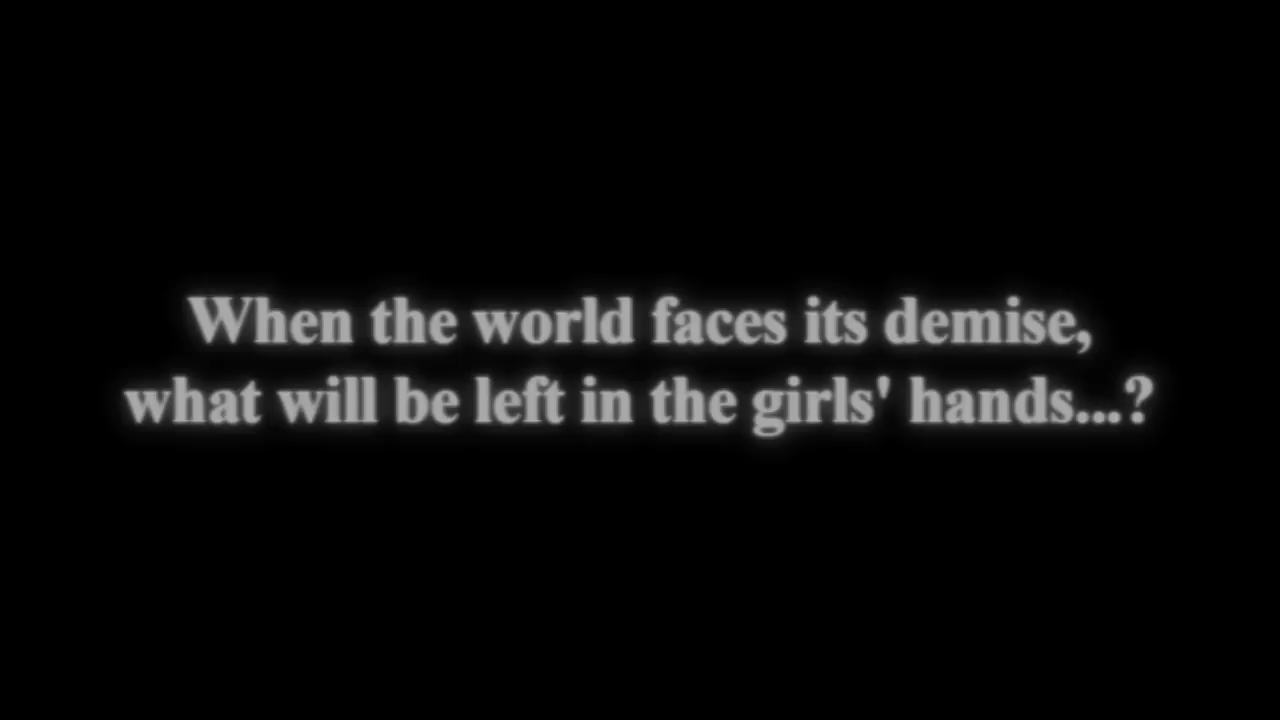 When the world faces its demise,
what will be left in the girls' hands...?